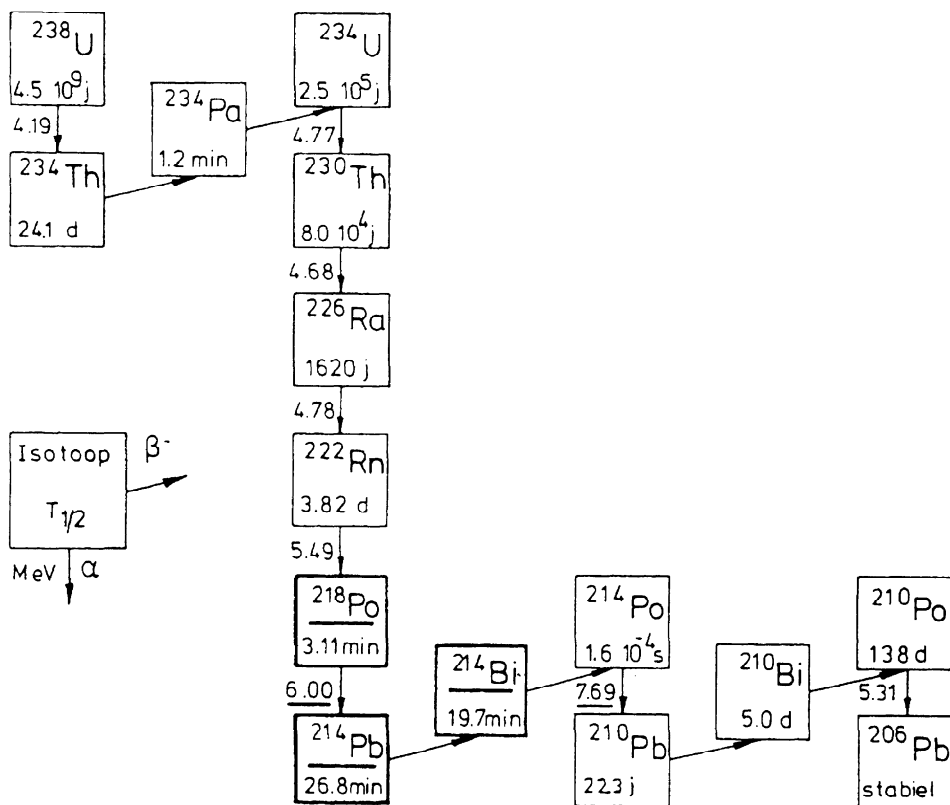 238U
4.5 10^9 j
4.19
234Th
24.1 d
234Pa
1.2 min
234U
2.5 10^5 j
4.77
230Th
8.0 10^4 j
4.68
226Ra
1620 j
4.78
222Rn
3.82 d
5.49
218Po
3.11 min
6.00
214Pb
26.8 min
214Bi
19.7 min
214Po
1.6 10^-4 s
7.69
210Pb
22.3 j
210Bi
5.0 d
210Po
138 d
5.31
206Pb
stabiel
Isotoop
T1/2
β-
MeV α